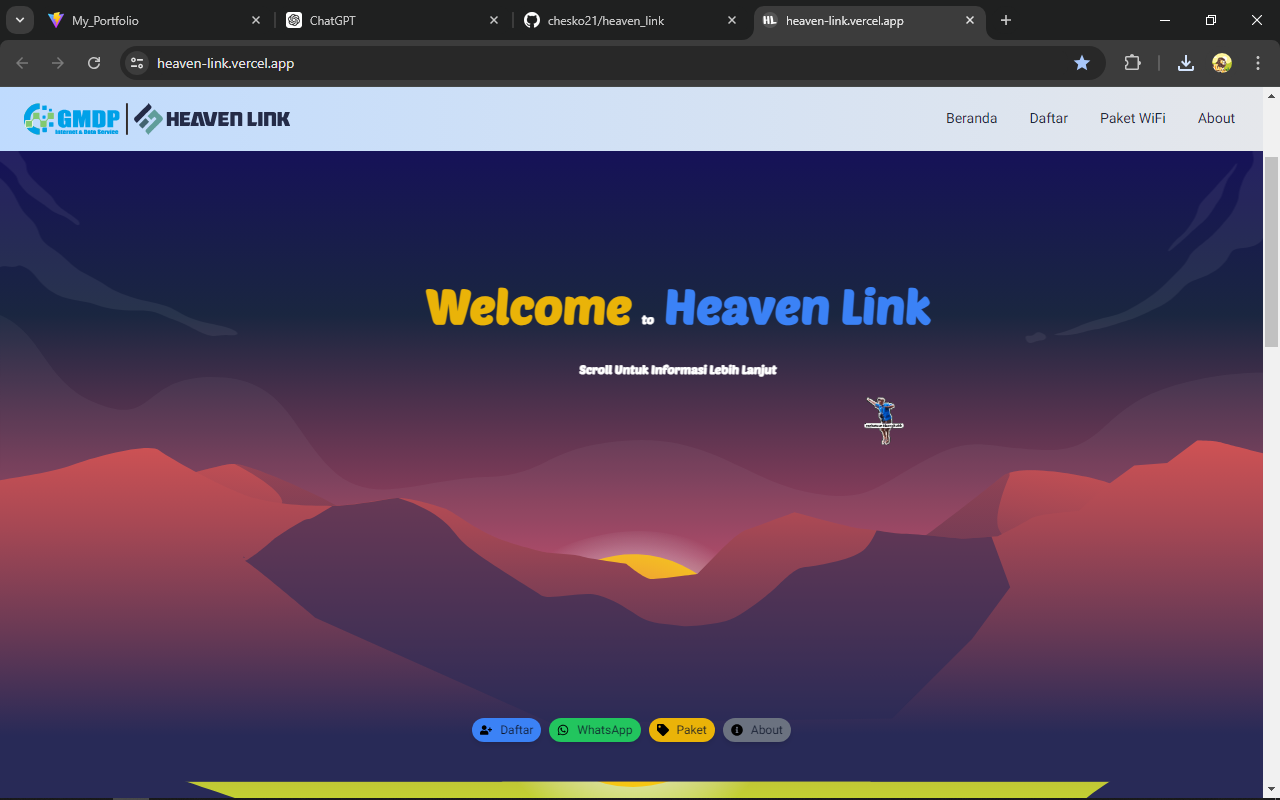 My_Portfolio
ChatGPT
chesko21/heaven_link
HL
heaven-link.vercel.app
heaven-link.vercel.app
GMDP
Internet & Data Service
HEAVEN LINK
Beranda
Daftar
Paket WiFi
About
Welcome to Heaven Link
Scroll Untuk Informasi Lebih Lanjut
Daftar
WhatsApp
Paket
About